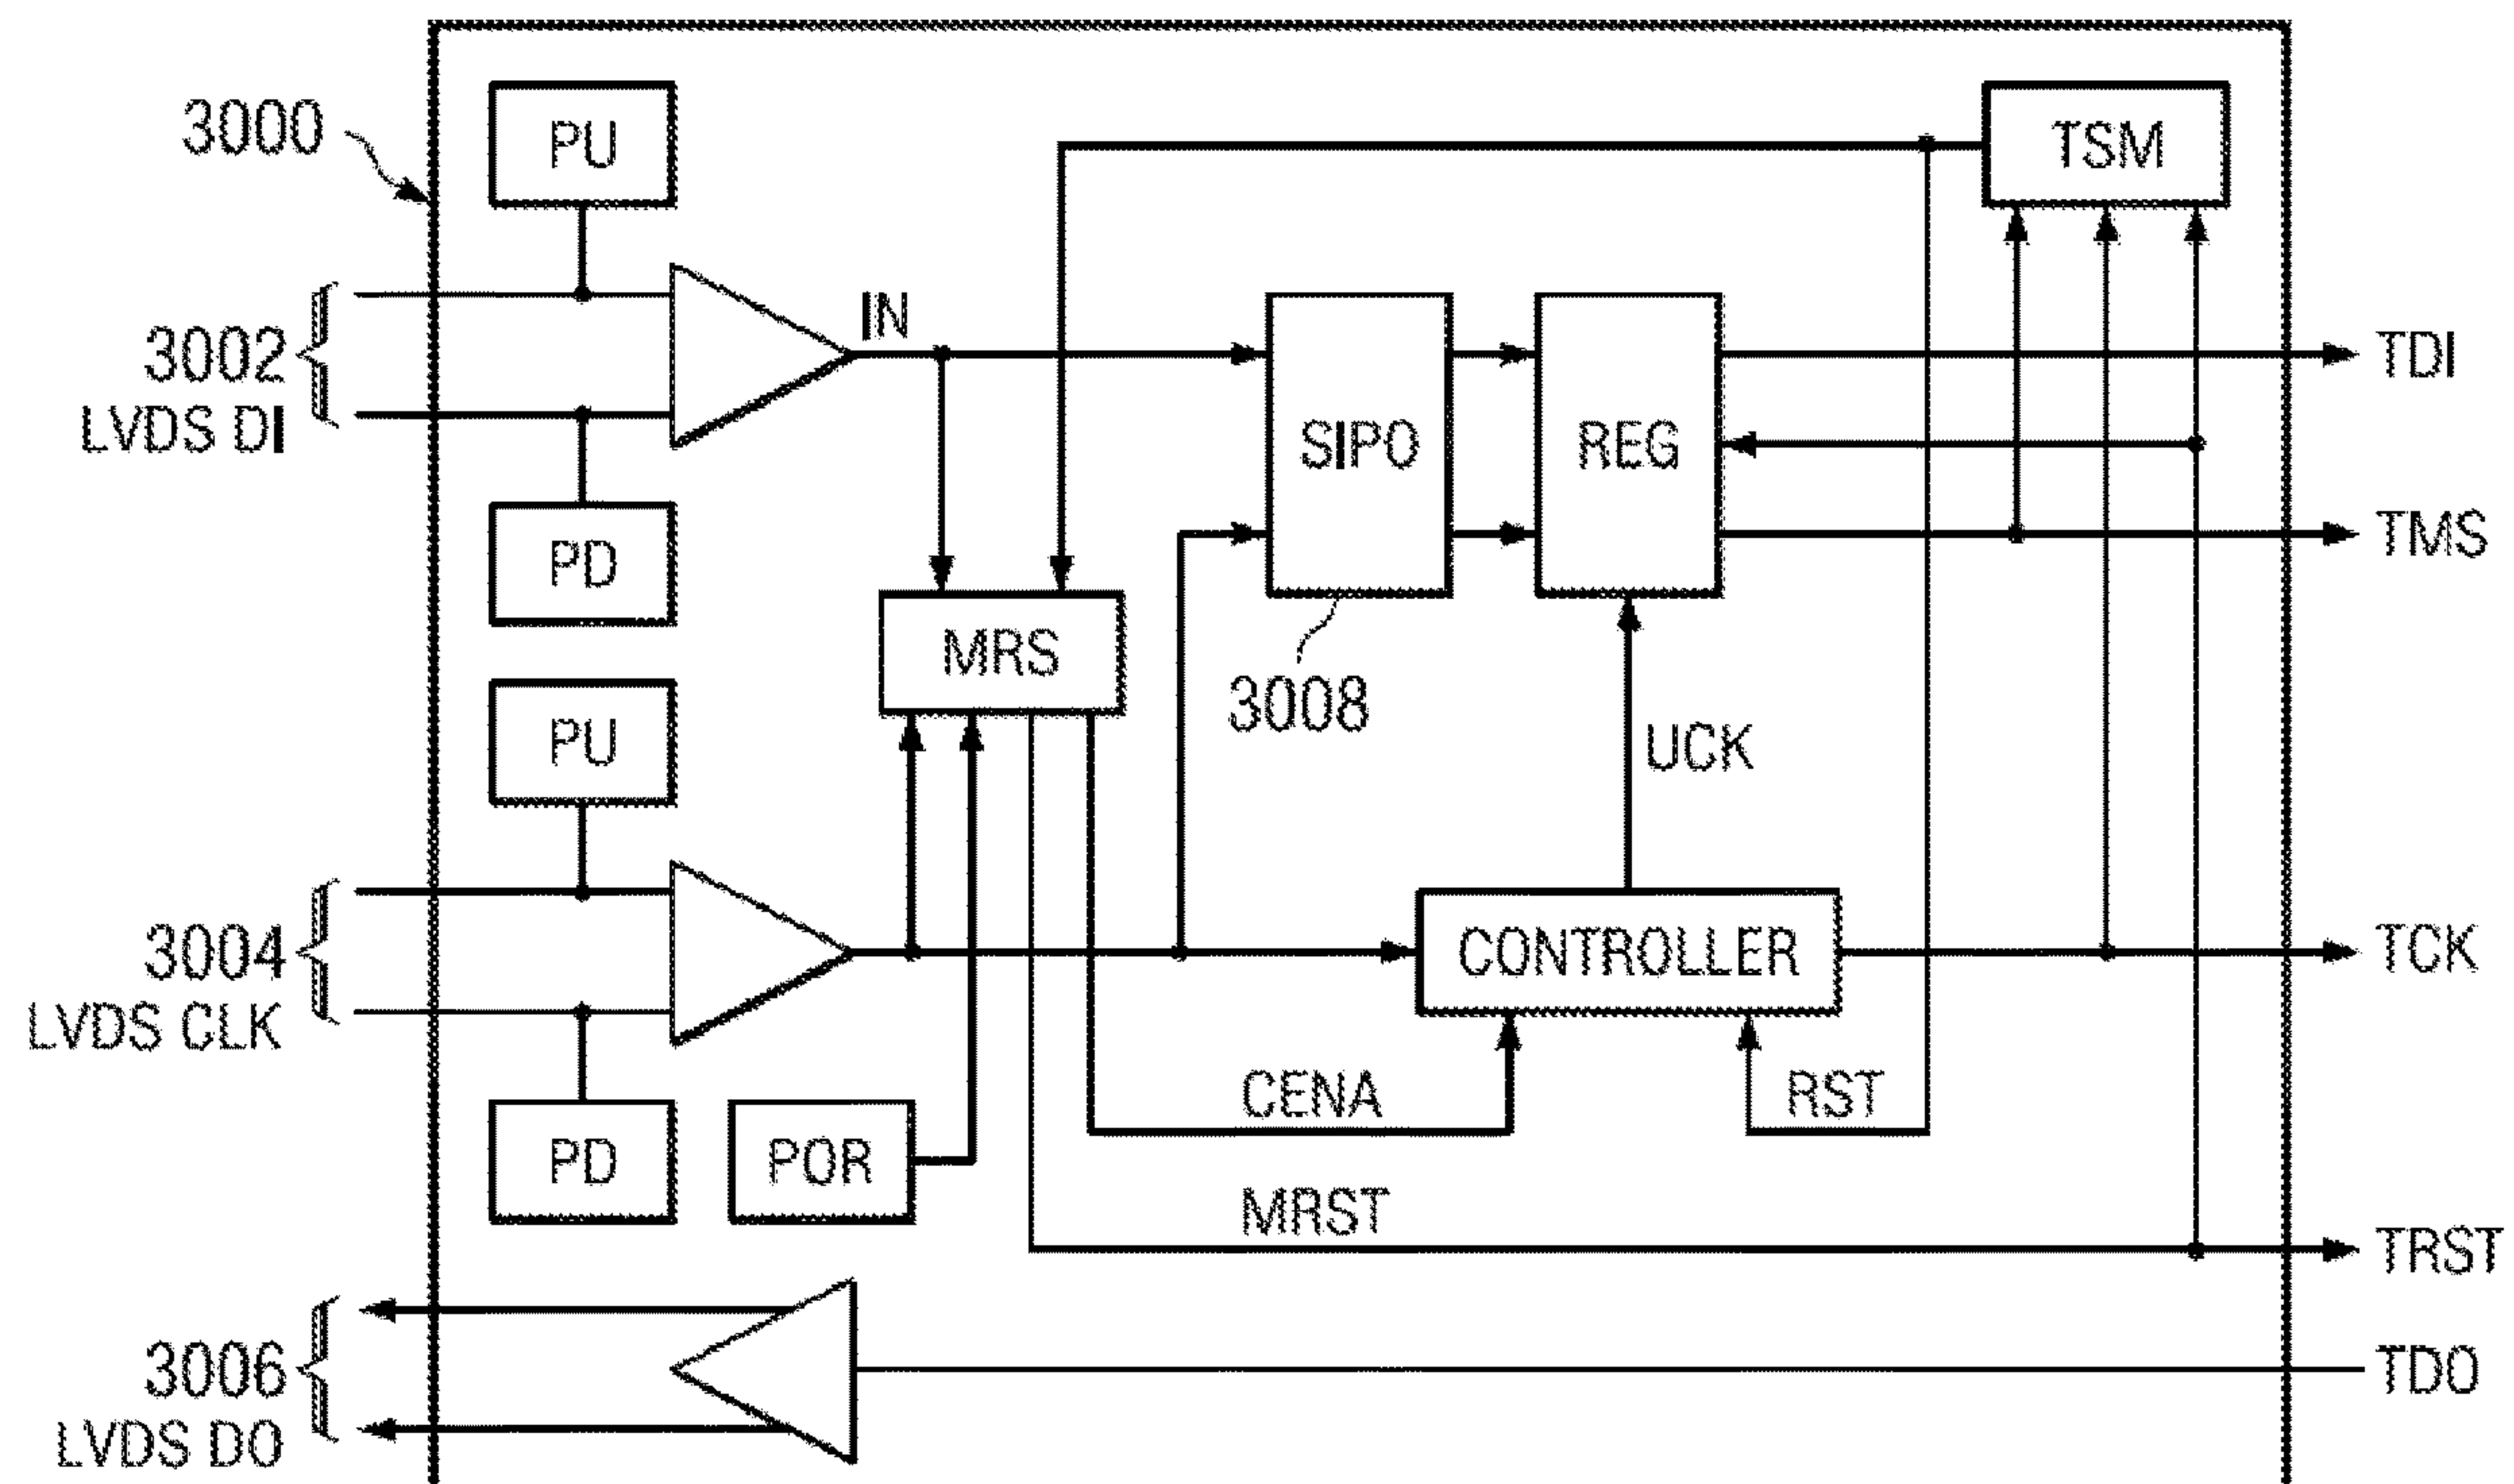 3000
PU
TSM
IN
3002
LVDS DI
SIPO
REG
TDI
PD
TMS
MRS
3008
PU
UCK
3004
LVDS CLK
CONTROLLER
TCK
CENA
RST
PD
POR
MRST
TRST
3006
LVDS DO
TDO